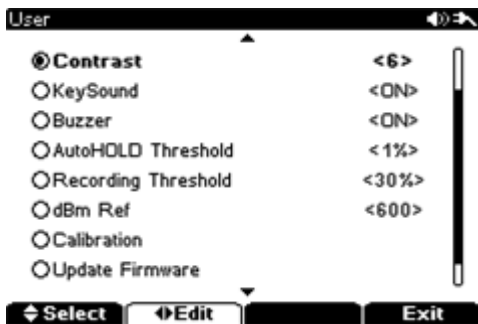 User
Contrast <6>
KeySound <ON>
Buzzer <ON>
AutoHOLD Threshold <1%>
Recording Threshold <30%>
dBm Ref <600>
Calibration
Update Firmware
Select Edit Exit